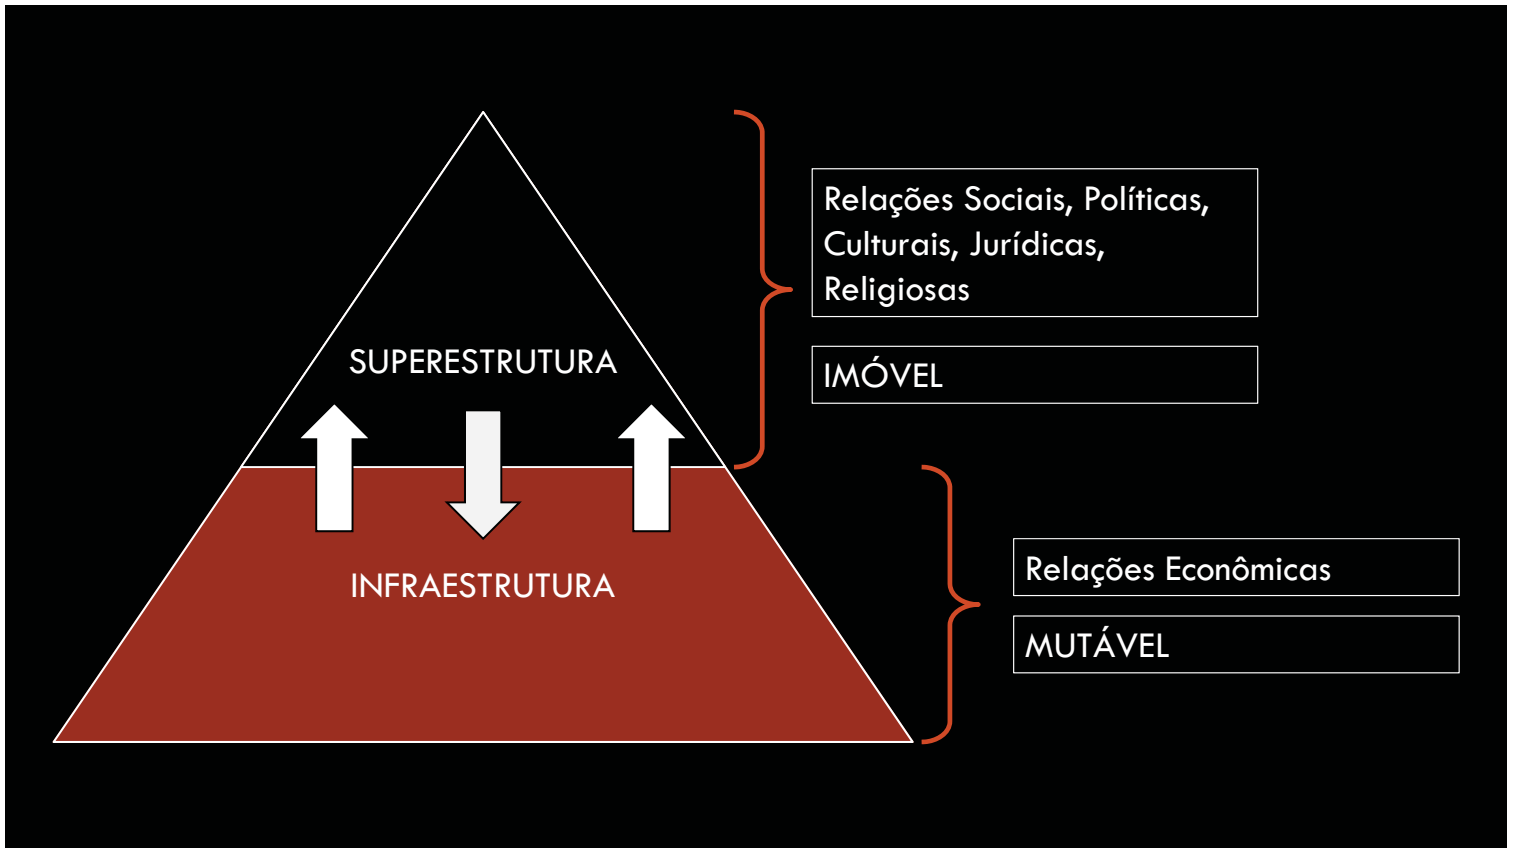 Relações Sociais, Políticas,
Culturais, Jurídicas,
Religiosas
SUPERESTRUTURA
IMÓVEL
INFRAESTRUTURA
Relações Econômicas
MUTÁVEL